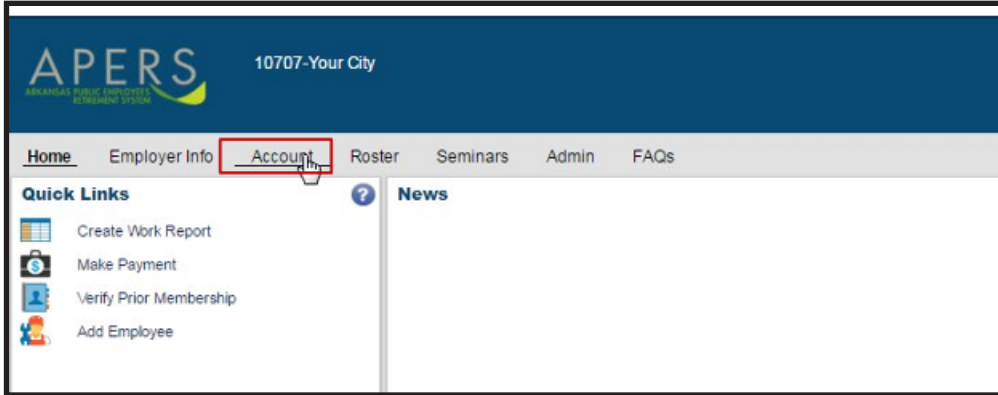 APERS
ARKANSAS PUBLIC EMPLOYEES
RETIREMENT SYSTEM
10707-Your City
Home Employer Info Account Roster Seminars Admin FAQs
Quick Links ? News
Create Work Report
Make Payment
Verify Prior Membership
Add Employee